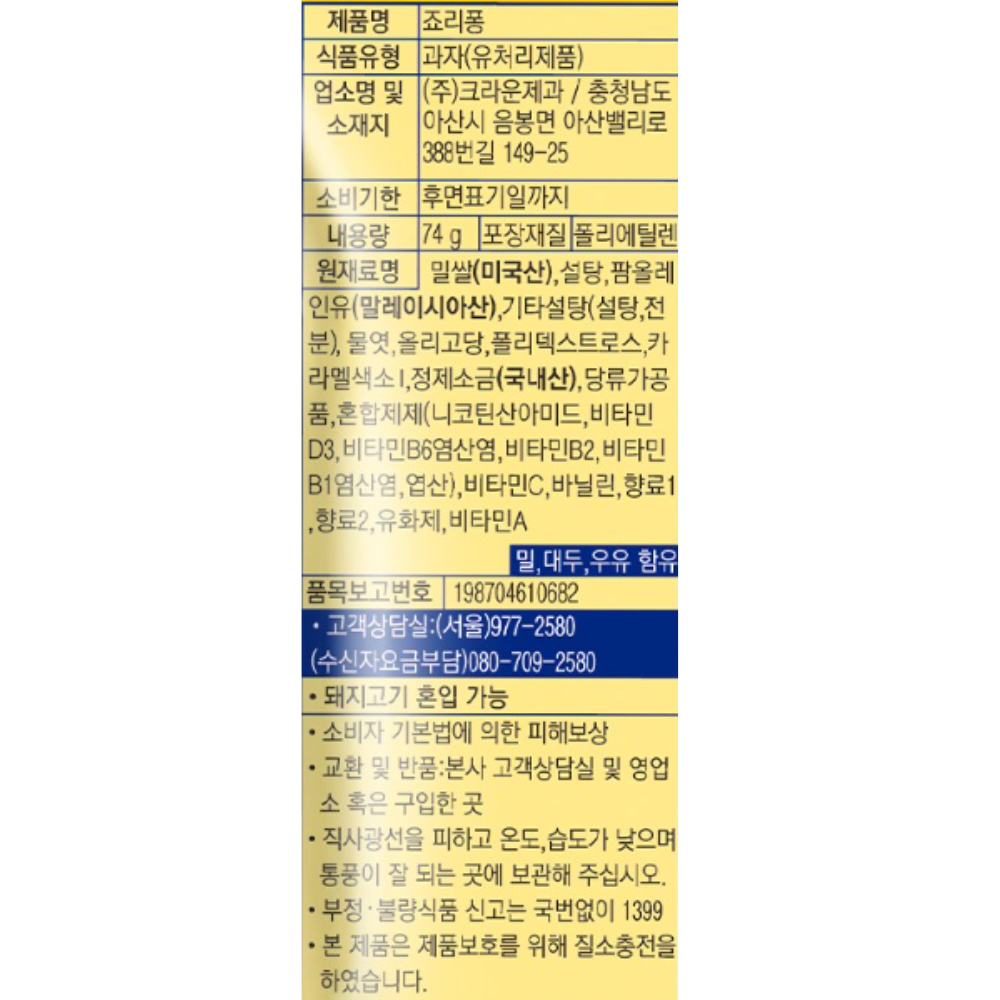 제품명 죠리퐁
식품유형 과자(유처리제품)
업소명 및 소재지 (주)크라운제과 / 충청남도
아산시 음봉면 아산밸리로
388번길 149-25
소비기한 후면표기일까지
내용량 74 g 포장재질 폴리에틸렌
원재료명 밀쌀(미국산),설탕,팜올레
인유(말레이시아산),기타설탕(설탕,전
분), 물엿,올리고당,폴리덱스트로스,카
라멜색소I,정제소금(국내산),당류가공
품,혼합제제(니코틴산아미드,비타민
D3,비타민B6염산염,비타민B2,비타민
B1염산염,엽산),비타민C,바닐린,향료1
,향료2,유화제,비타민A
밀,대두,우유 함유
품목보고번호 198704610682
• 고객상담실:(서울)977-2580
(수신자요금부담)080-709-2580
• 돼지고기 혼입 가능
• 소비자 기본법에 의한 피해보상
• 교환 및 반품:본사 고객상담실 및 영업
소 혹은 구입한 곳
• 직사광선을 피하고 온도,습도가 낮으며
통풍이 잘 되는 곳에 보관해 주십시오.
• 부정·불량식품 신고는 국번없이 1399
• 본 제품은 제품보호를 위해 질소충전을
하였습니다.